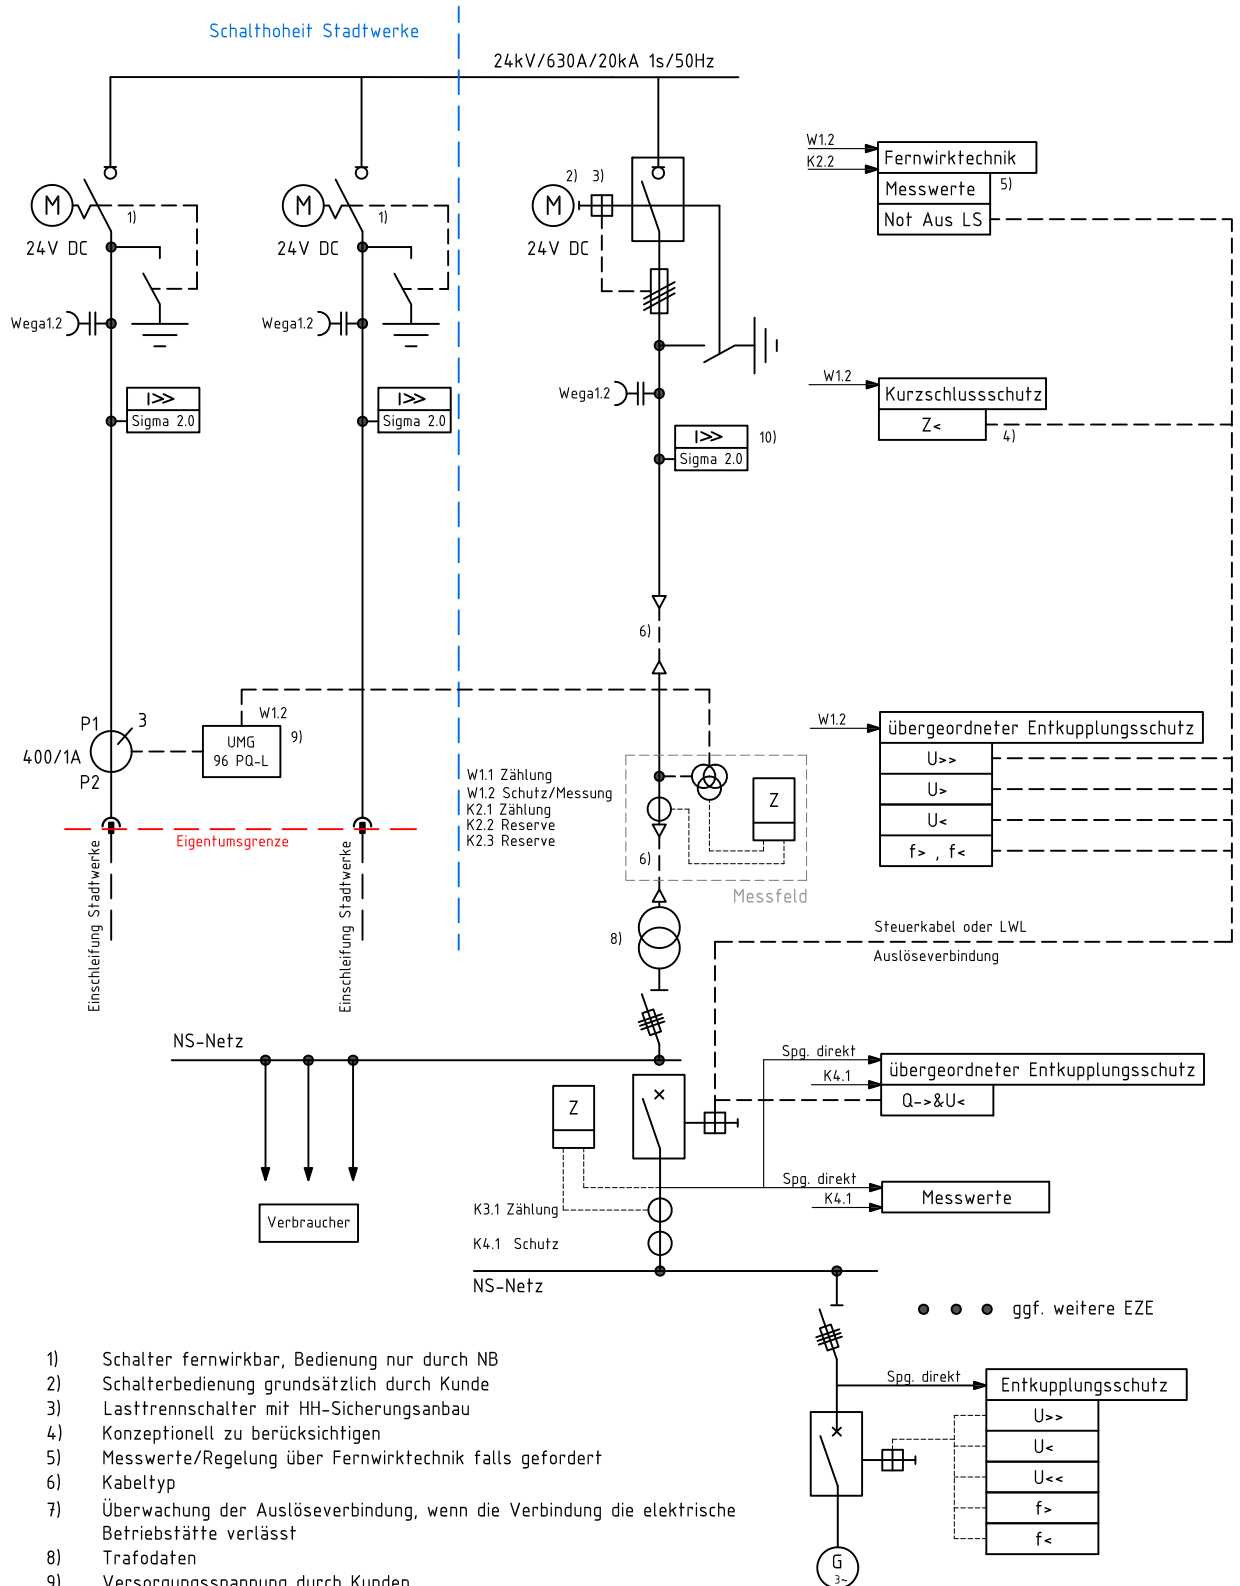 Schalthoheit Stadtwerke
24kV/630A/20kA 1s/50Hz
M
1)
24V DC
Wega1.2
I>>
Sigma 2.0
M
1)
24V DC
Wega1.2
I>>
Sigma 2.0
2) 3)
M
24V DC
Wega1.2
I>>
Sigma 2.0
10)
W1.2
K2.2
Fernwirktechnik
Messwerte
5)
Not Aus LS
W1.2
Kurzschlussschutz
Z<
4)
6)
P1
3
400/1A
P2
W1.2
UMG
96 PQ-L
9)
Eigentumsgrenze
Einschleifung Stadtwerke
Einschleifung Stadtwerke
W1.1 Zählung
W1.2 Schutz/Messung
K2.1 Zählung
K2.2 Reserve
K2.3 Reserve
Z
6)
Messfeld
8)
W1.2
übergeordneter Entkupplungsschutz
U>>
U>
U<
f> , f<
Steuerkabel oder LWL
Auslöseverbindung
NS-Netz
Verbraucher
Z
K3.1 Zählung
K4.1 Schutz
NS-Netz
Spg. direkt
K4.1
übergeordneter Entkupplungsschutz
Q->&U<
Spg. direkt
K4.1
Messwerte
ggf. weitere EZE
Spg. direkt
Entkupplungsschutz
U>>
U<
U<<
f>
f<
G
3~
1) Schalter fernwirkbar, Bedienung nur durch NB
2) Schalterbedienung grundsätzlich durch Kunde
3) Lasttrennschalter mit HH-Sicherungsanbau
4) Konzeptionell zu berücksichtigen
5) Messwerte/Regelung über Fernwirktechnik falls gefordert
6) Kabeltyp
7) Überwachung der Auslöseverbindung, wenn die Verbindung die elektrische
Betriebstätte verlässt
8) Trafodaten
9) Versorgungsspannung durch Kunden